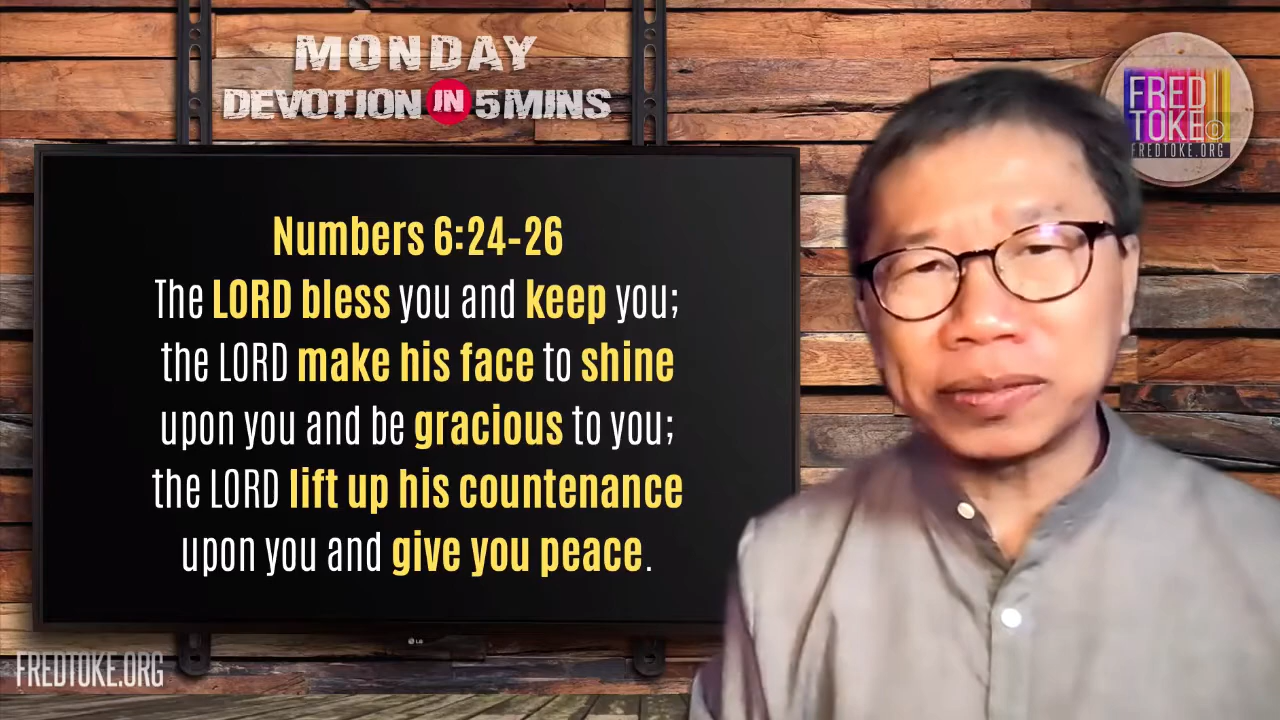 MONDAY
DEVOTION IN 5MINS
FRED
TOKE
FREDTOKE.ORG
Numbers 6:24-26
The LORD bless you and keep you;
the LORD make his face to shine
upon you and be gracious to you;
the LORD lift up his countenance
upon you and give you peace.
LG
FREDTOKE.ORG